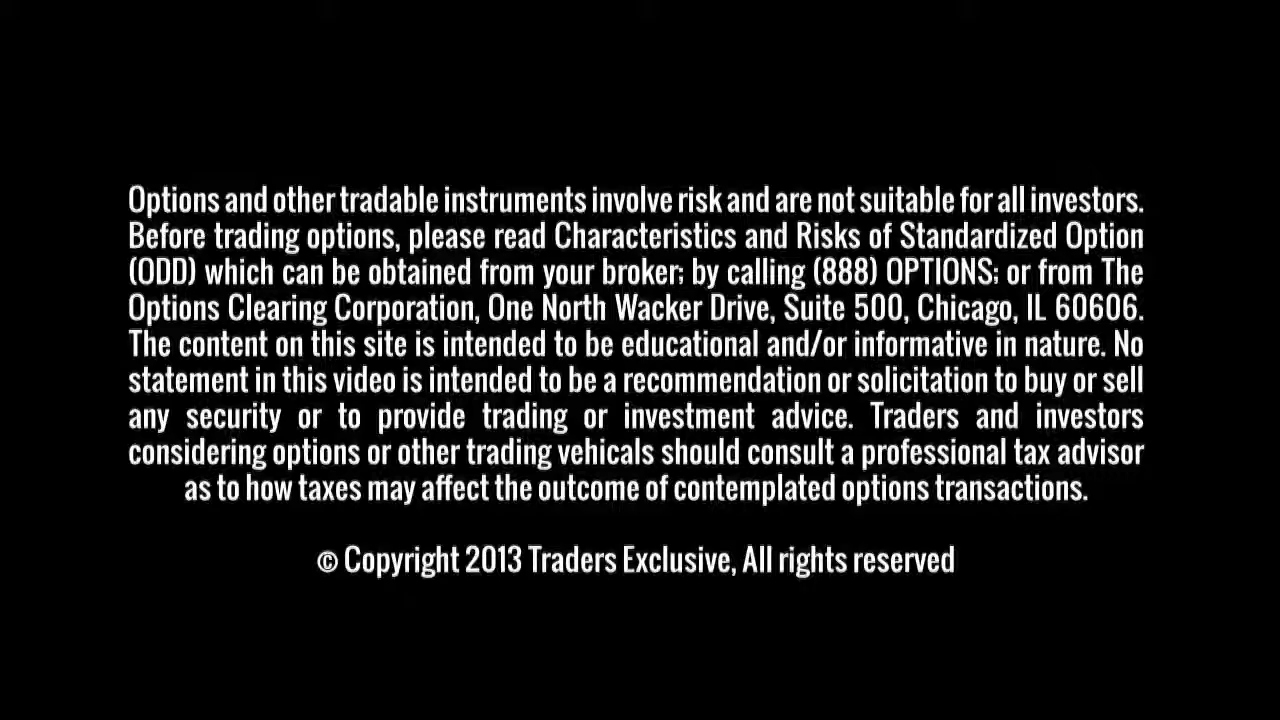 Options and other tradable instruments involve risk and are not suitable for all investors.
Before trading options, please read Characteristics and Risks of Standardized Option
(ODD) which can be obtained from your broker; by calling (888) OPTIONS; or from The
Options Clearing Corporation, One North Wacker Drive, Suite 500, Chicago, IL 60606.
The content on this site is intended to be educational and/or informative in nature. No
statement in this video is intended to be a recommendation or solicitation to buy or sell
any security or to provide trading or investment advice. Traders and investors
considering options or other trading vehicals should consult a professional tax advisor
as to how taxes may affect the outcome of contemplated options transactions.
© Copyright 2013 Traders Exclusive, All rights reserved